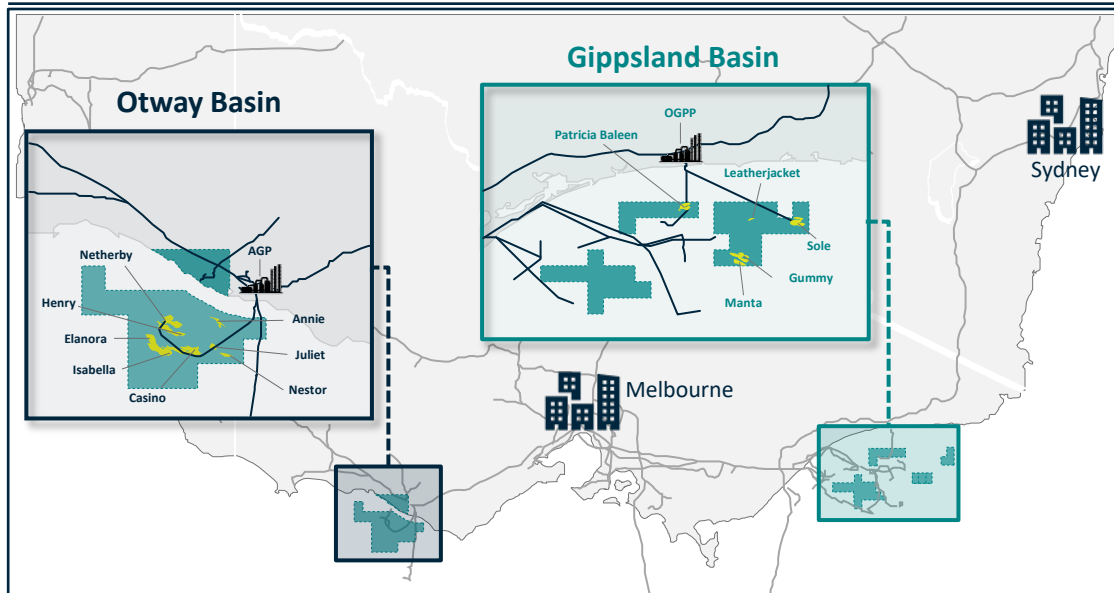 Gippsland Basin
Otway Basin
OGPP
Patricia Baleen
Leatherjacket
Sydney
Sole
Gummy
Manta
AGP
Netherby
Henry
Annie
Elanora
Juliet
Isabella
Nestor
Casino
Melbourne